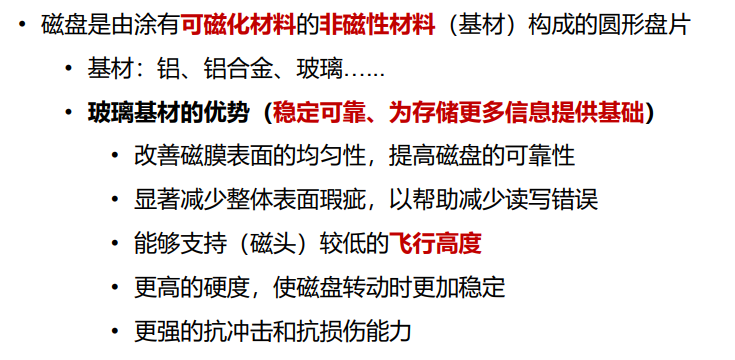 • 磁盘是由涂有可磁化材料的非磁性材料（基材）构成的圆形盘片
• 基材：铝、铝合金、玻璃…...
• 玻璃基材的优势（稳定可靠、为存储更多信息提供基础）
• 改善磁膜表面的均匀性，提高磁盘的可靠性
• 显著减少整体表面瑕疵，以帮助减少读写错误
• 能够支持（磁头）较低的飞行高度
• 更高的硬度，使磁盘转动时更加稳定
• 更强的抗冲击和抗损伤能力